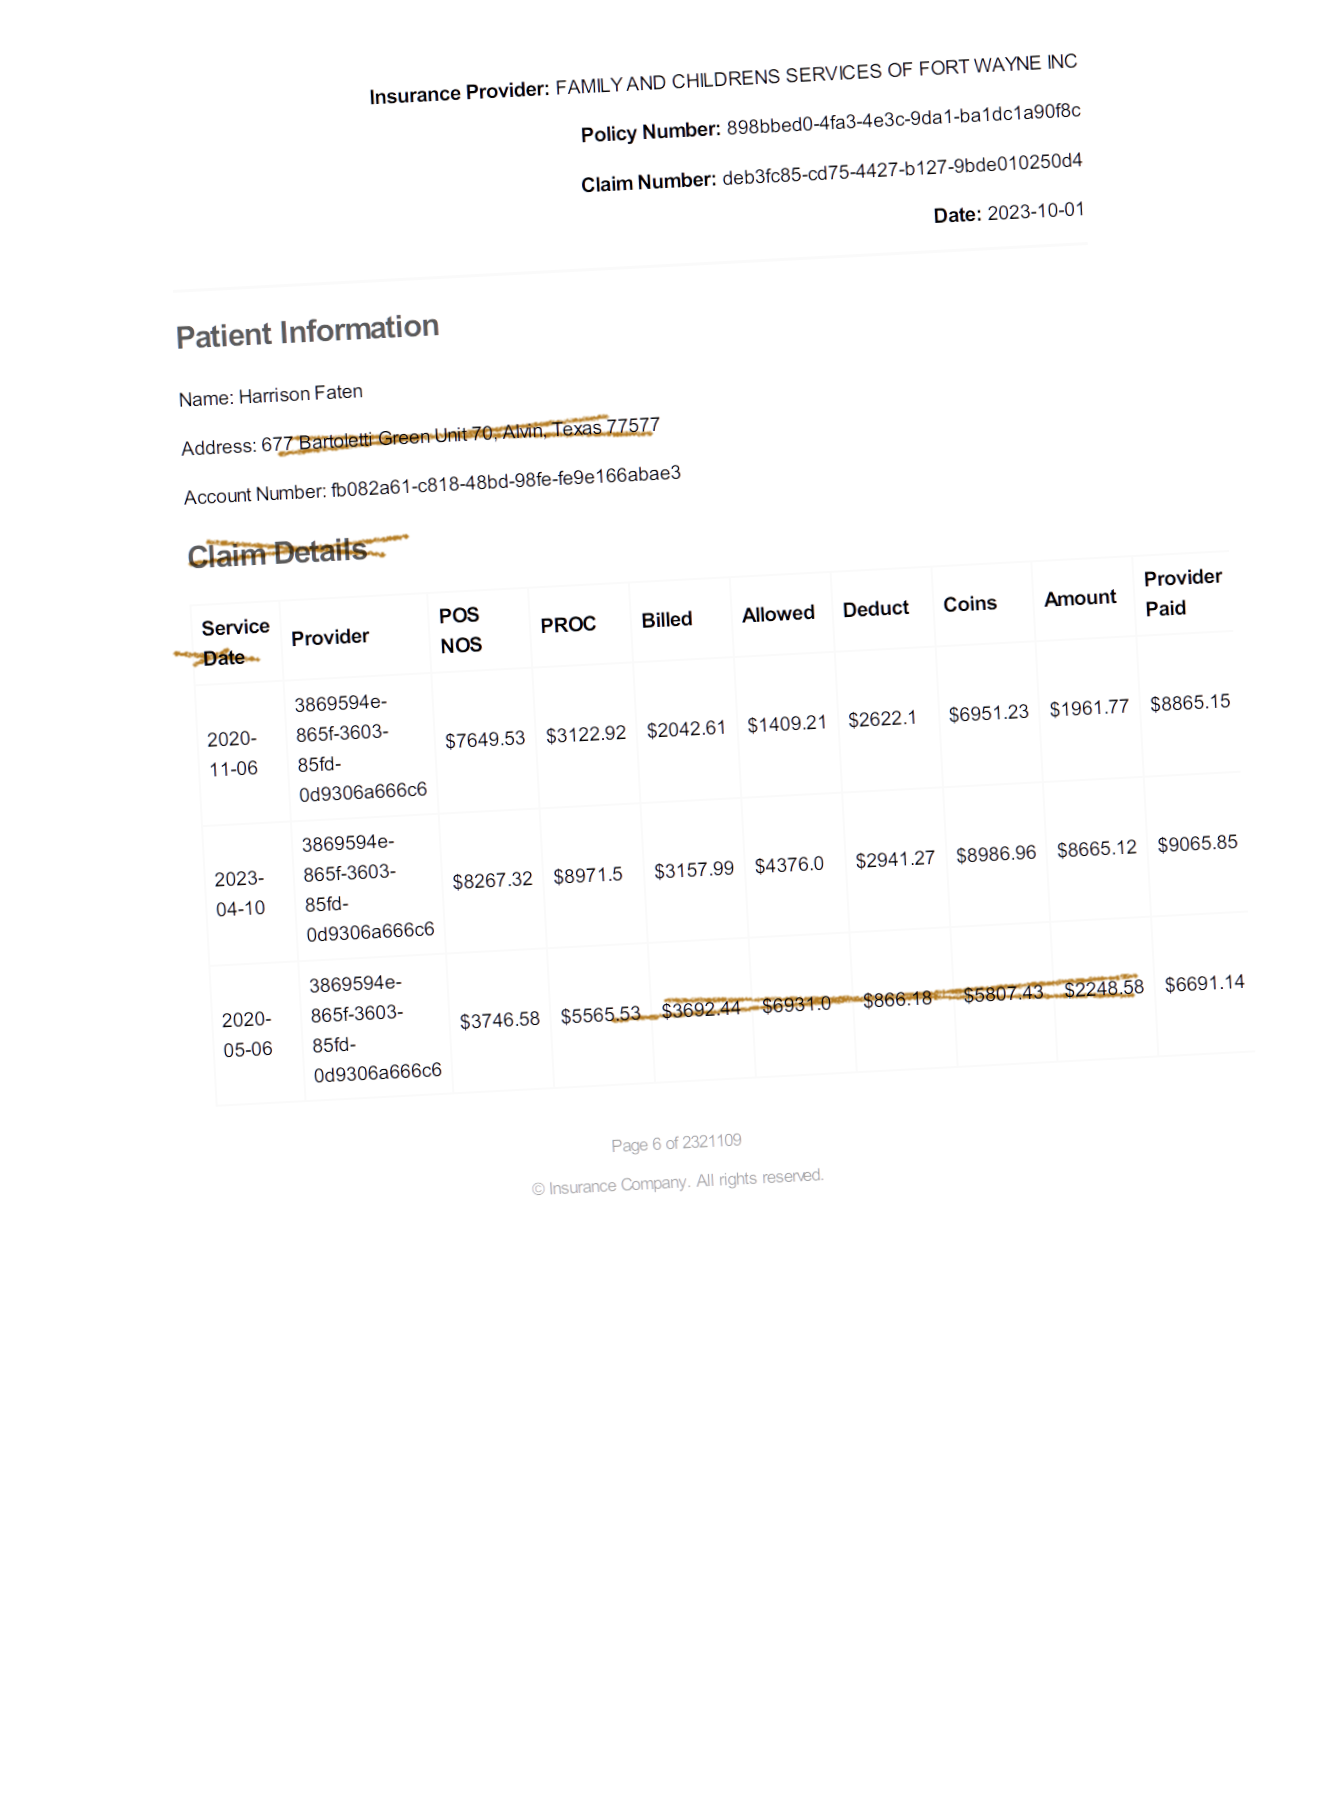 Insurance Provider: FAMILY AND CHILDRENS SERVICES OF FORT WAYNE INC
Policy Number: 898bbed0-4fa3-4e3c-9da1-ba1dc1a90f8c
Claim Number: deb3fc85-cd75-4427-b127-9bde010250d4
Date: 2023-10-01
Patient Information
Name: Harrison Faten
Address: 677 Bartoletti Green Unit 70, Alvin, Texas 77577
Account Number: fb082a61-c818-48bd-98fe-fe9e166abae3
Claim Details
Service Date Provider POS NOS PROC Billed Allowed Deduct Coins Amount Provider Paid
2020-11-06 3869594e-865f-3603-85fd-0d9306a666c6 $7649.53 $3122.92 $2042.61 $1409.21 $2622.1 $6951.23 $1961.77 $8865.15
2023-04-10 3869594e-865f-3603-85fd-0d9306a666c6 $8267.32 $8971.5 $3157.99 $4376.0 $2941.27 $8986.96 $8665.12 $9065.85
2020-05-06 3869594e-865f-3603-85fd-0d9306a666c6 $3746.58 $5565.53 $3692.44 $6931.0 $866.18 $5807.43 $2248.58 $6691.14
Page 6 of 2321109
© Insurance Company. All rights reserved.